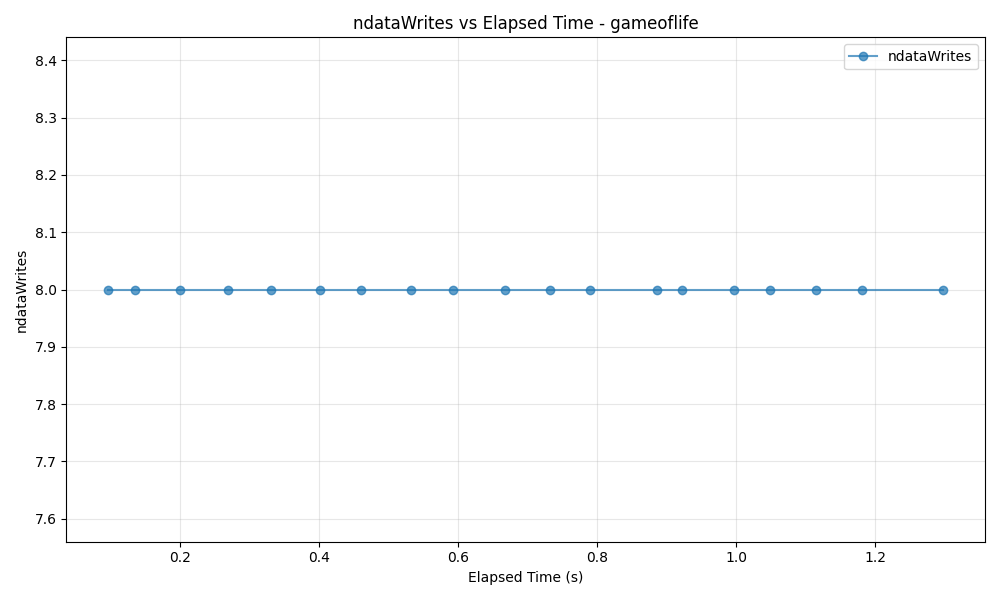 ndataWrites vs Elapsed Time - gameoflife
ndataWrites
8.4
8.3
8.2
8.1
8.0
7.9
7.8
7.7
7.6
ndataWrites
0.2 0.4 0.6 0.8 1.0 1.2
Elapsed Time (s)